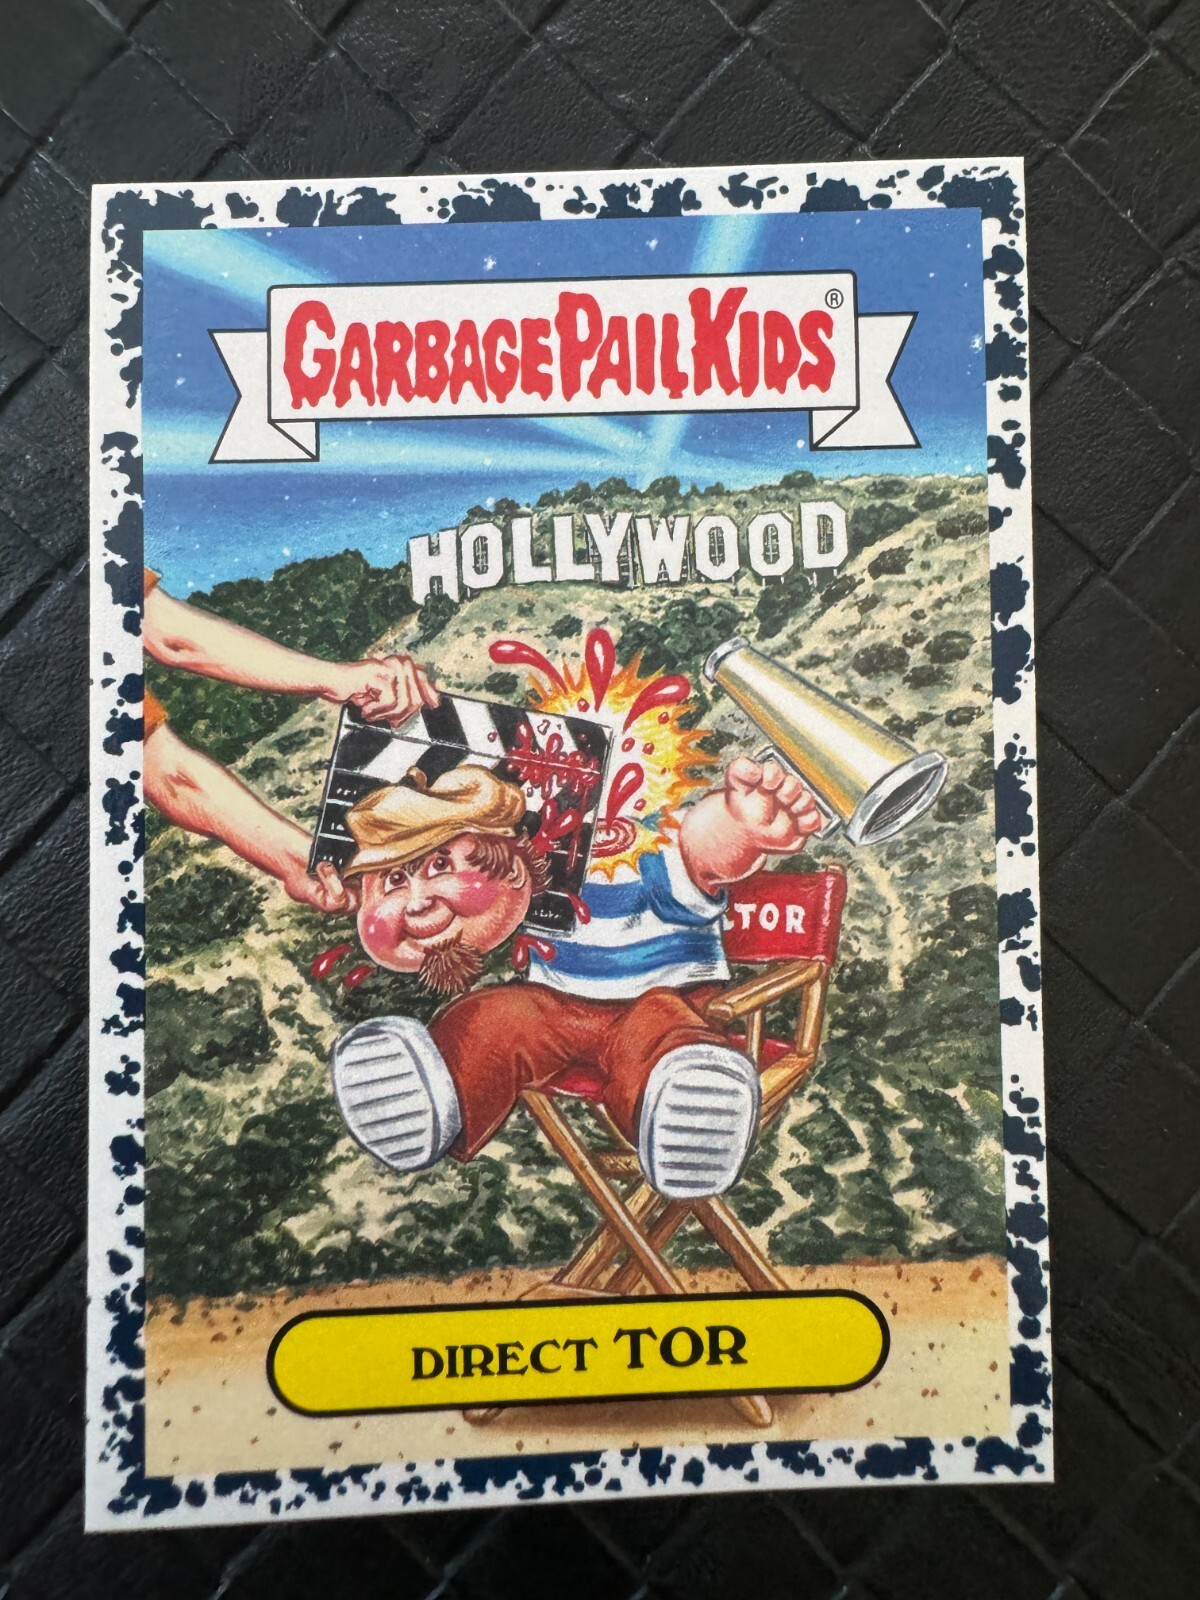 GARBAGE PAIL KIDS®
HOLLYWOOD
TOR
DIRECT TOR